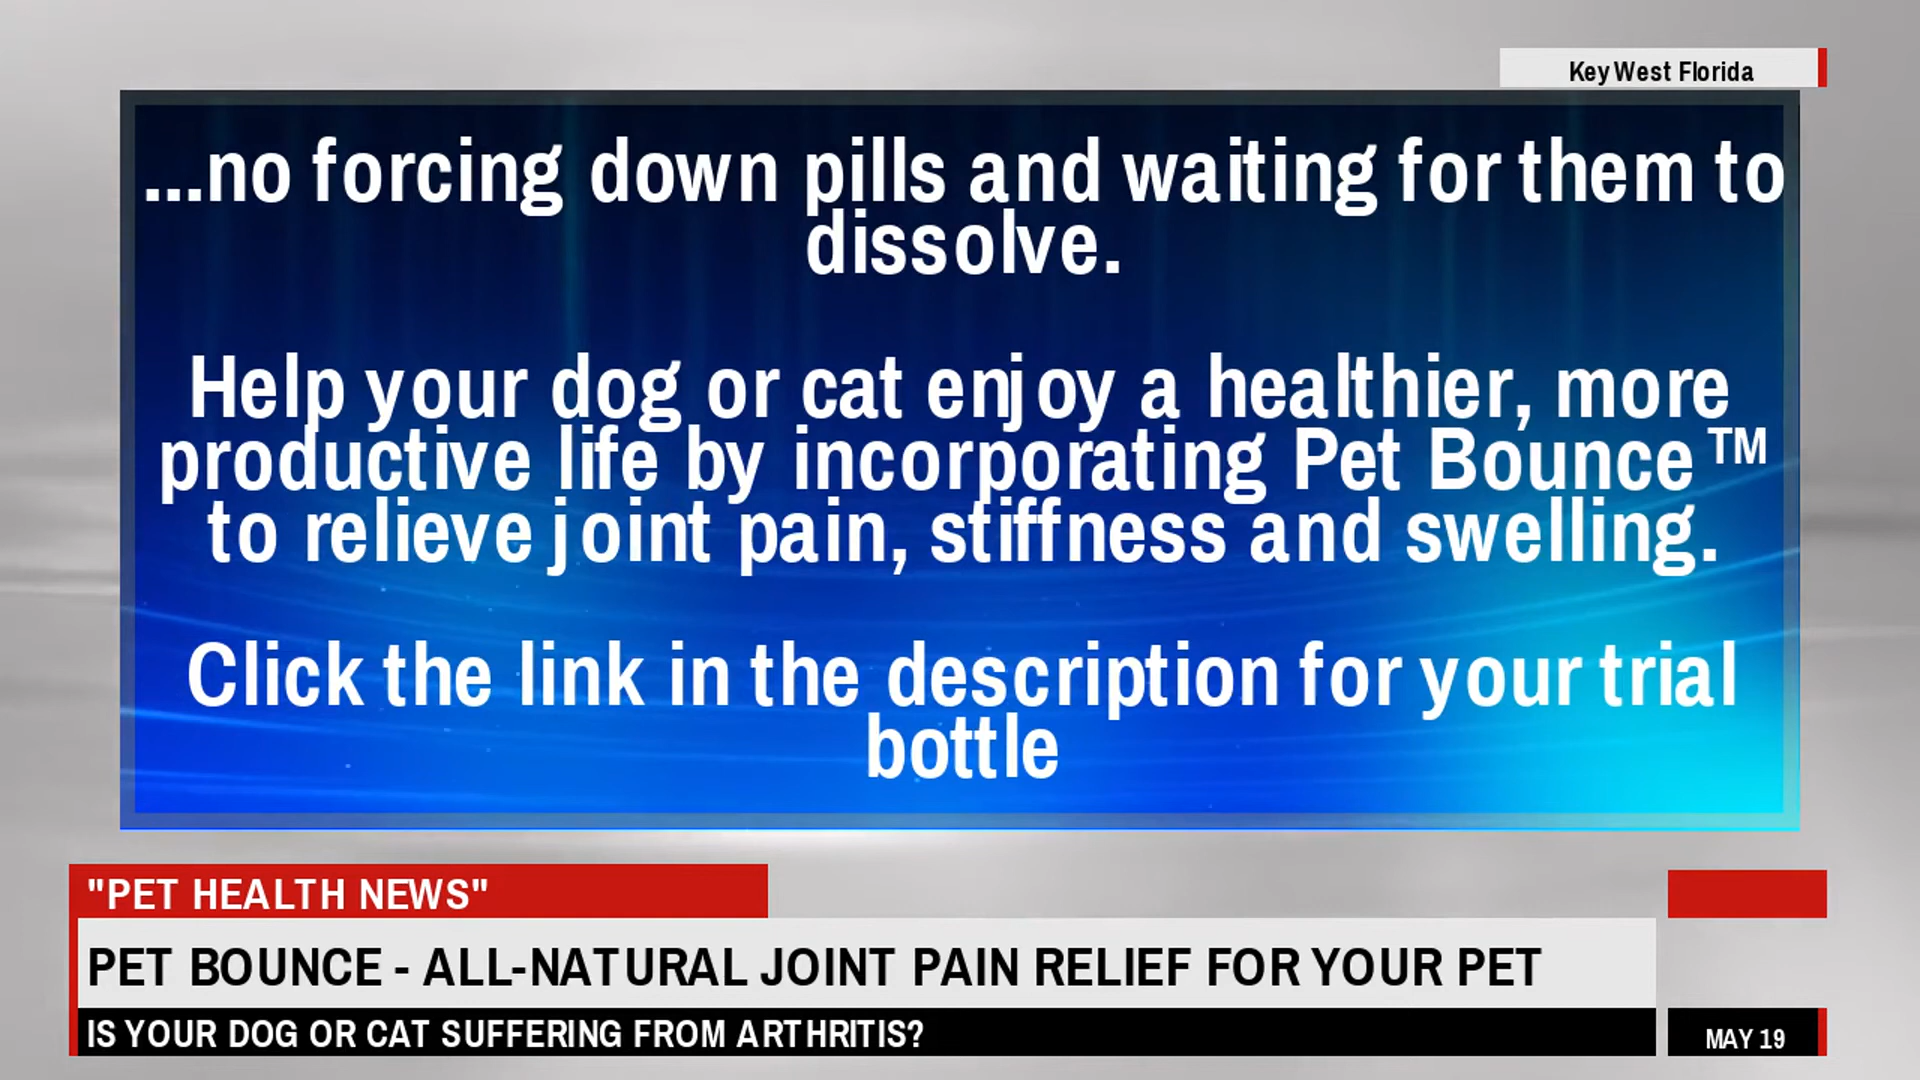 Key West Florida
...no forcing down pills and waiting for them to
dissolve.
Help your dog or cat enjoy a healthier, more
productive life by incorporating Pet Bounce™
to relieve joint pain, stiffness and swelling.
Click the link in the description for your trial
bottle
"PET HEALTH NEWS"
PET BOUNCE - ALL-NATURAL JOINT PAIN RELIEF FOR YOUR PET
IS YOUR DOG OR CAT SUFFERING FROM ARTHRITIS?
MAY 19